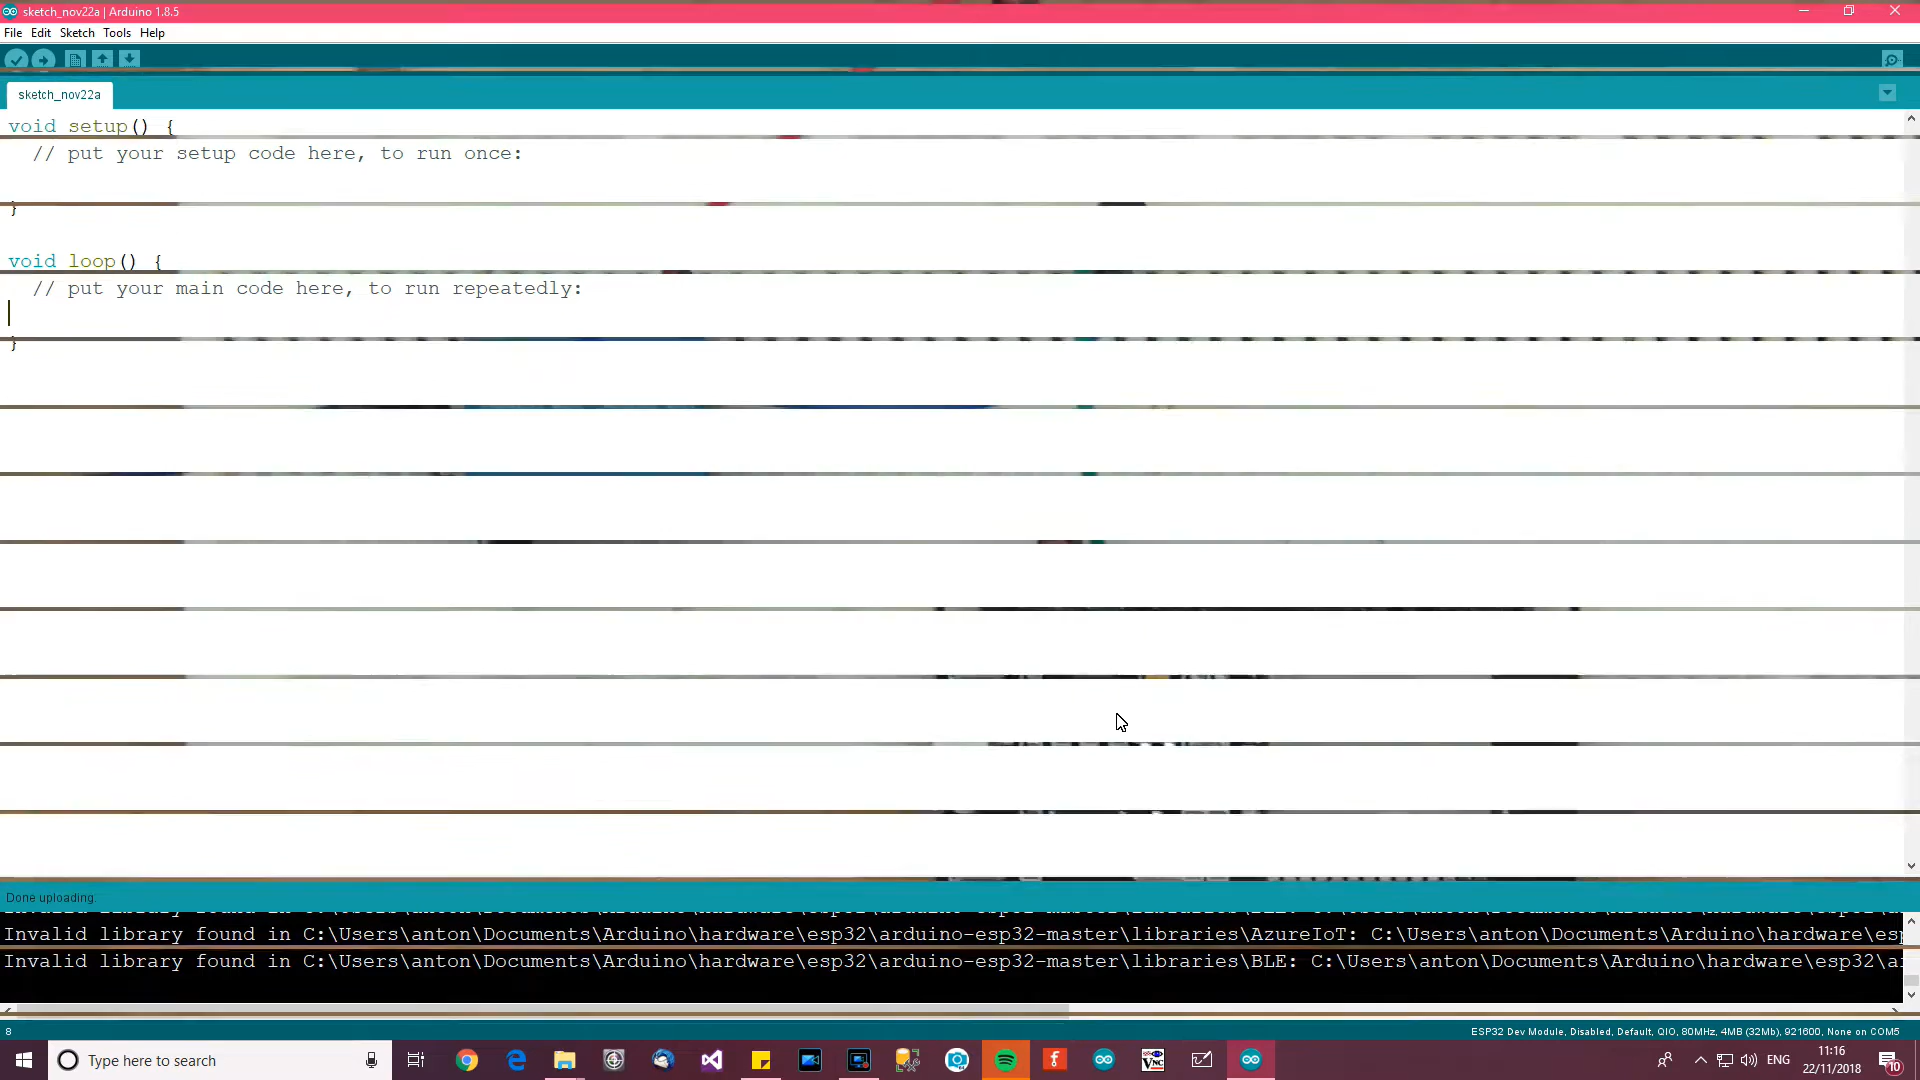 sketch_nov22a | Arduino 1.8.5
File Edit Sketch Tools Help
sketch_nov22a
void setup() {
// put your setup code here, to run once:
}
void loop() {
// put your main code here, to run repeatedly:
}
Done uploading.
Invalid library found in C:\Users\anton\Documents\Arduino\hardware\esp32\arduino-esp32-master\libraries\AzureIoT: C:\Users\anton\Documents\Arduino\hardware\esp
Invalid library found in C:\Users\anton\Documents\Arduino\hardware\esp32\arduino-esp32-master\libraries\BLE: C:\Users\anton\Documents\Arduino\hardware\esp32\ar
8 ESP32 Dev Module, Disabled, Default, QIO, 80MHz, 4MB (32Mb), 921600, None on COM5
Type here to search ENG 11:16
22/11/2018 10